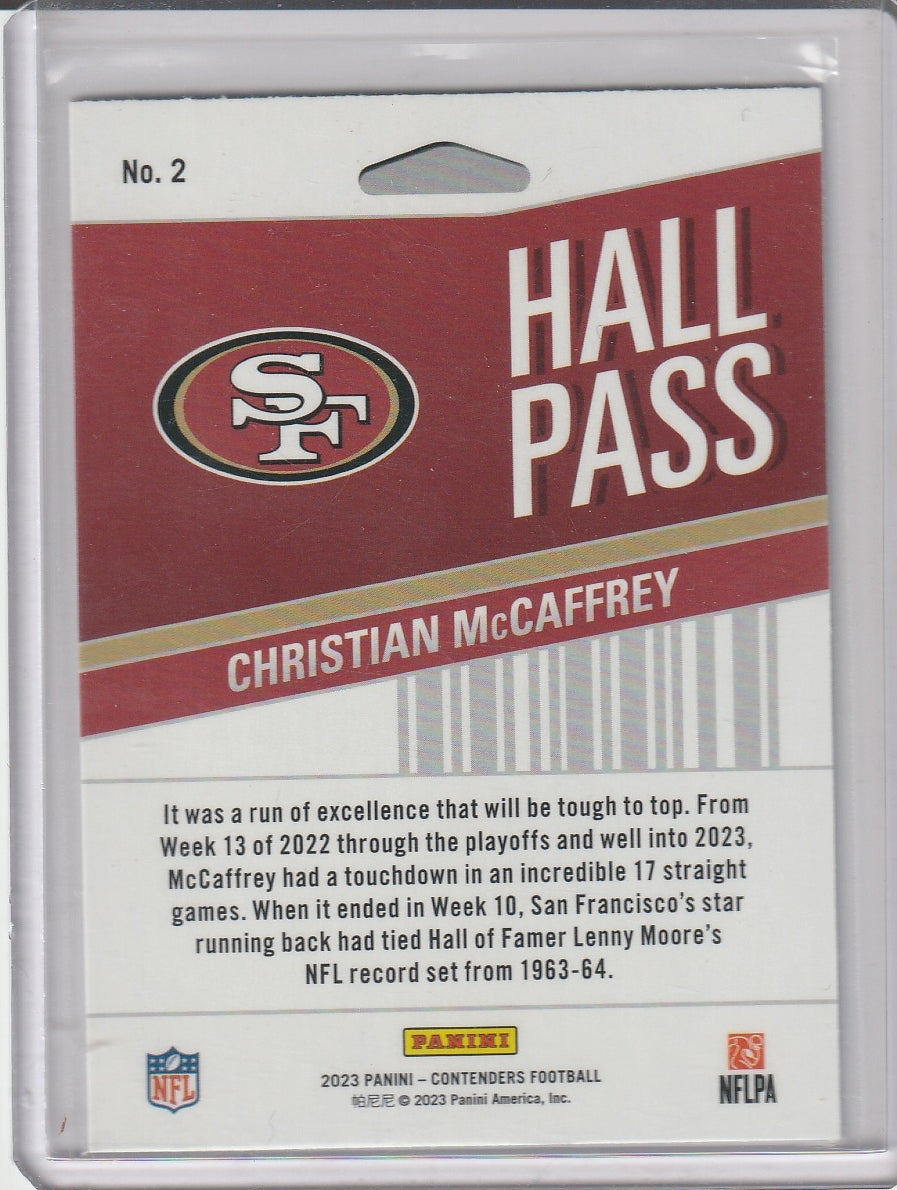 No. 2
HALL
PASS
SF
CHRISTIAN McCAFFREY
It was a run of excellence that will be tough to top. From
Week 13 of 2022 through the playoffs and well into 2023,
McCaffrey had a touchdown in an incredible 17 straight
games. When it ended in Week 10, San Francisco's star
running back had tied Hall of Famer Lenny Moore's
NFL record set from 1963-64.
PANINI
NFL
2023 PANINI – CONTENDERS FOOTBALL
帕尼尼 © 2023 Panini America, Inc.
NFLPA